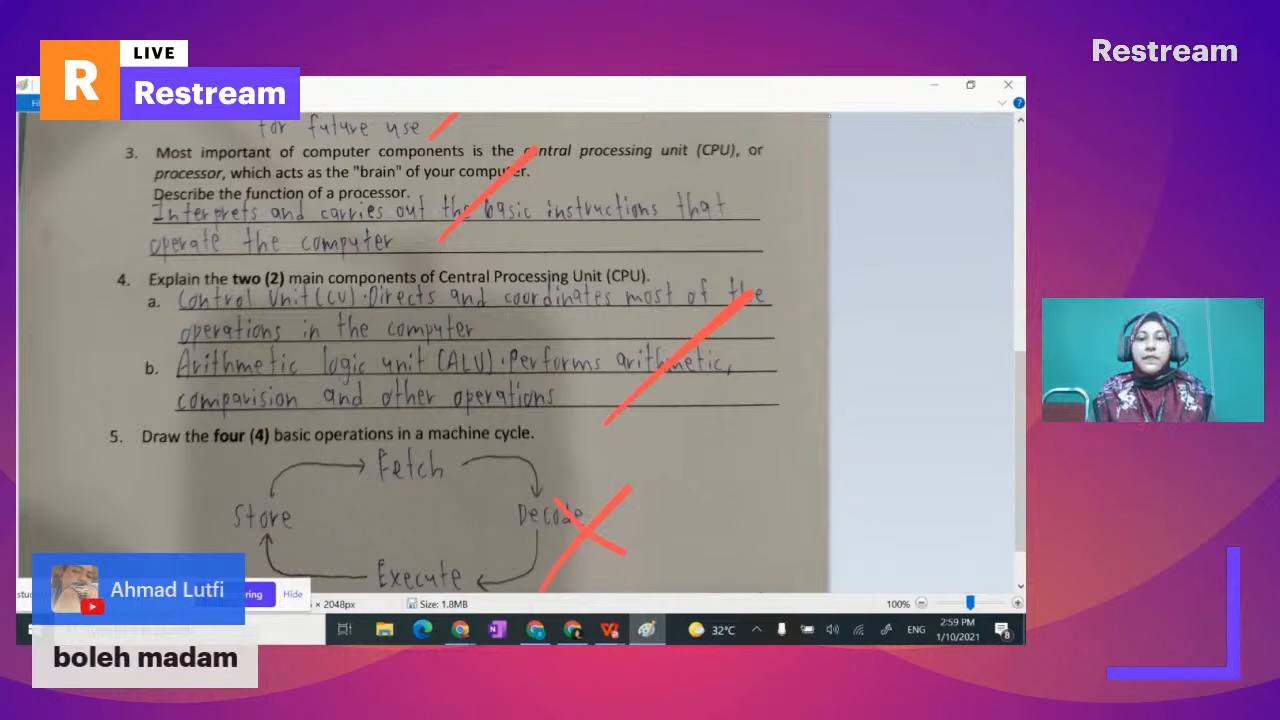 LIVE
R
Restream
Restream
for future use
3. Most important of computer components is the central processing unit (CPU), or
processor, which acts as the "brain" of your computer.
Describe the function of a processor.
Interprets and carries out the basic instructions that
operate the computer
4. Explain the two (2) main components of Central Processing Unit (CPU).
a. Control Unit (CU). Directs and coordinates most of the
operations in the computer
b. Arithmetic logic unit (ALU). Performs arithmetic,
comparision and other operations
5. Draw the four (4) basic operations in a machine cycle.
Fetch
Store
Decode
Execute
Ahmad Lutfi
Hide
× 2048px
Size: 1.8MB
100%
32°C
ENG
2:59 PM
1/10/2021
8
boleh madam